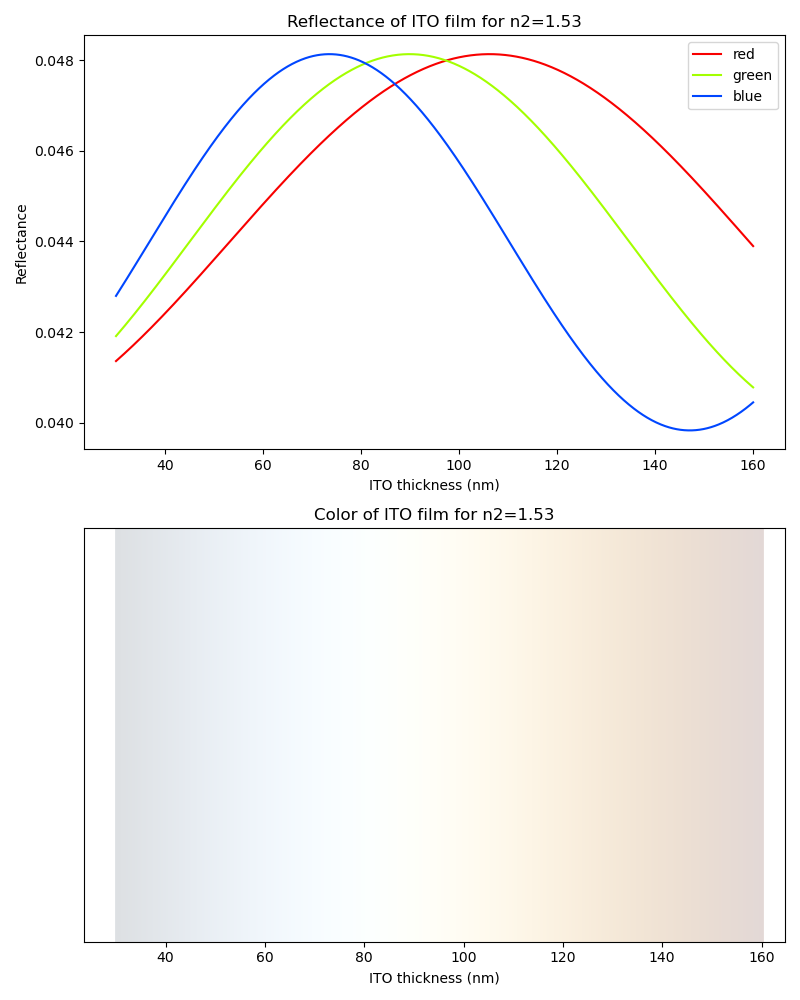 Reflectance of ITO film for n2=1.53
Reflectance
0.048
0.046
0.044
0.042
0.040
red
green
blue
40 60 80 100 120 140 160
ITO thickness (nm)
Color of ITO film for n2=1.53
40 60 80 100 120 140 160
ITO thickness (nm)